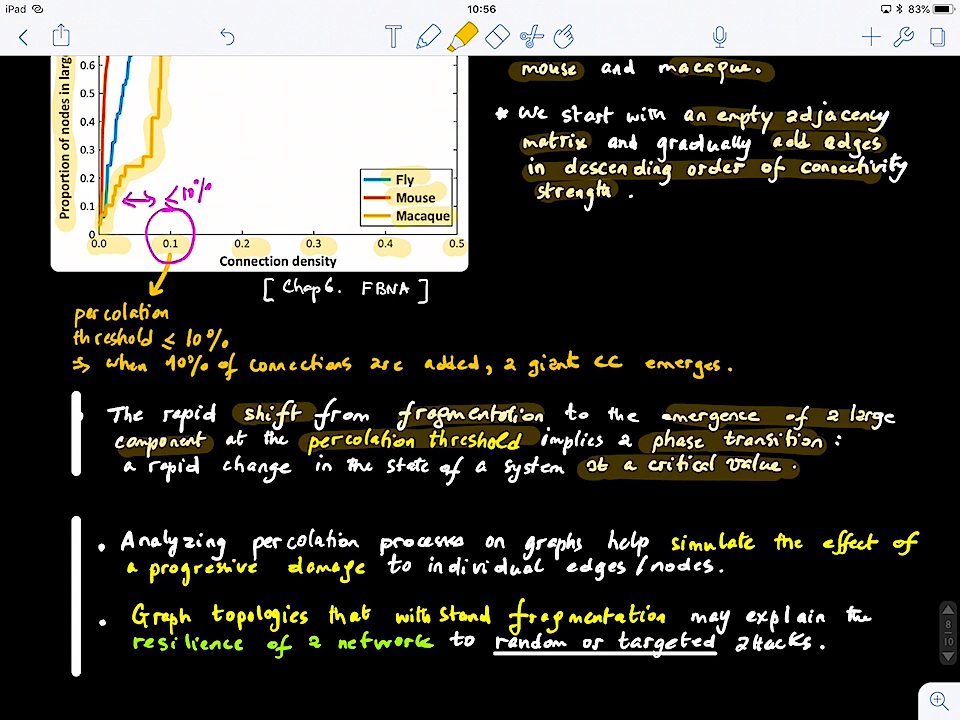 iPad
10:56
83%
mouse and macaque.
* We start with an empty adjacency
matrix and gradually add edges
in descending order of connectivity
strength.
Proportion of nodes in larg
0.6
0.5
0.4
0.3
0.2
0.1
0
0.0 0.1 0.2 0.3 0.4 0.5
≤ 10%
Fly
Mouse
Macaque
Connection density
[ Chap 6. FBNA ]
percolation
threshold ≤ 10%
⇒ when 10% of connections are added, a giant CC emerges.
The rapid shift from fragmentation to the emergence of a large
component at the percolation threshold implies a phase transition :
a rapid change in the state of a system at a critical value.
• Analyzing percolation processes on graphs help simulate the effect of
a progressive damage to individual edges/nodes.
• Graph topologies that withstand fragmentation may explain the
resilience of a network to random or targeted attacks.
8
10